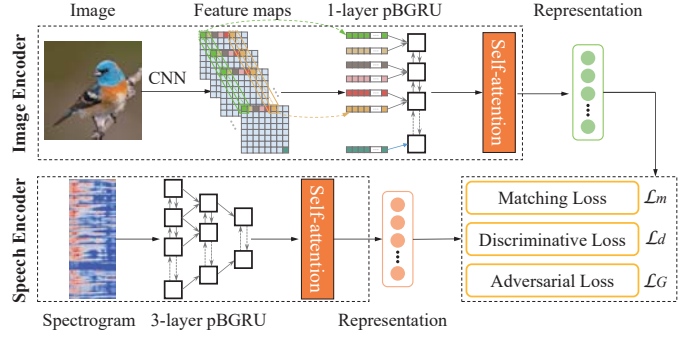 Image
Feature maps
1-layer pBGRU
Representation
Image Encoder
CNN
Self-attention
Speech Encoder
Self-attention
Matching Loss
ℒm
Discriminative Loss
ℒd
Adversarial Loss
ℒG
Spectrogram
3-layer pBGRU
Representation